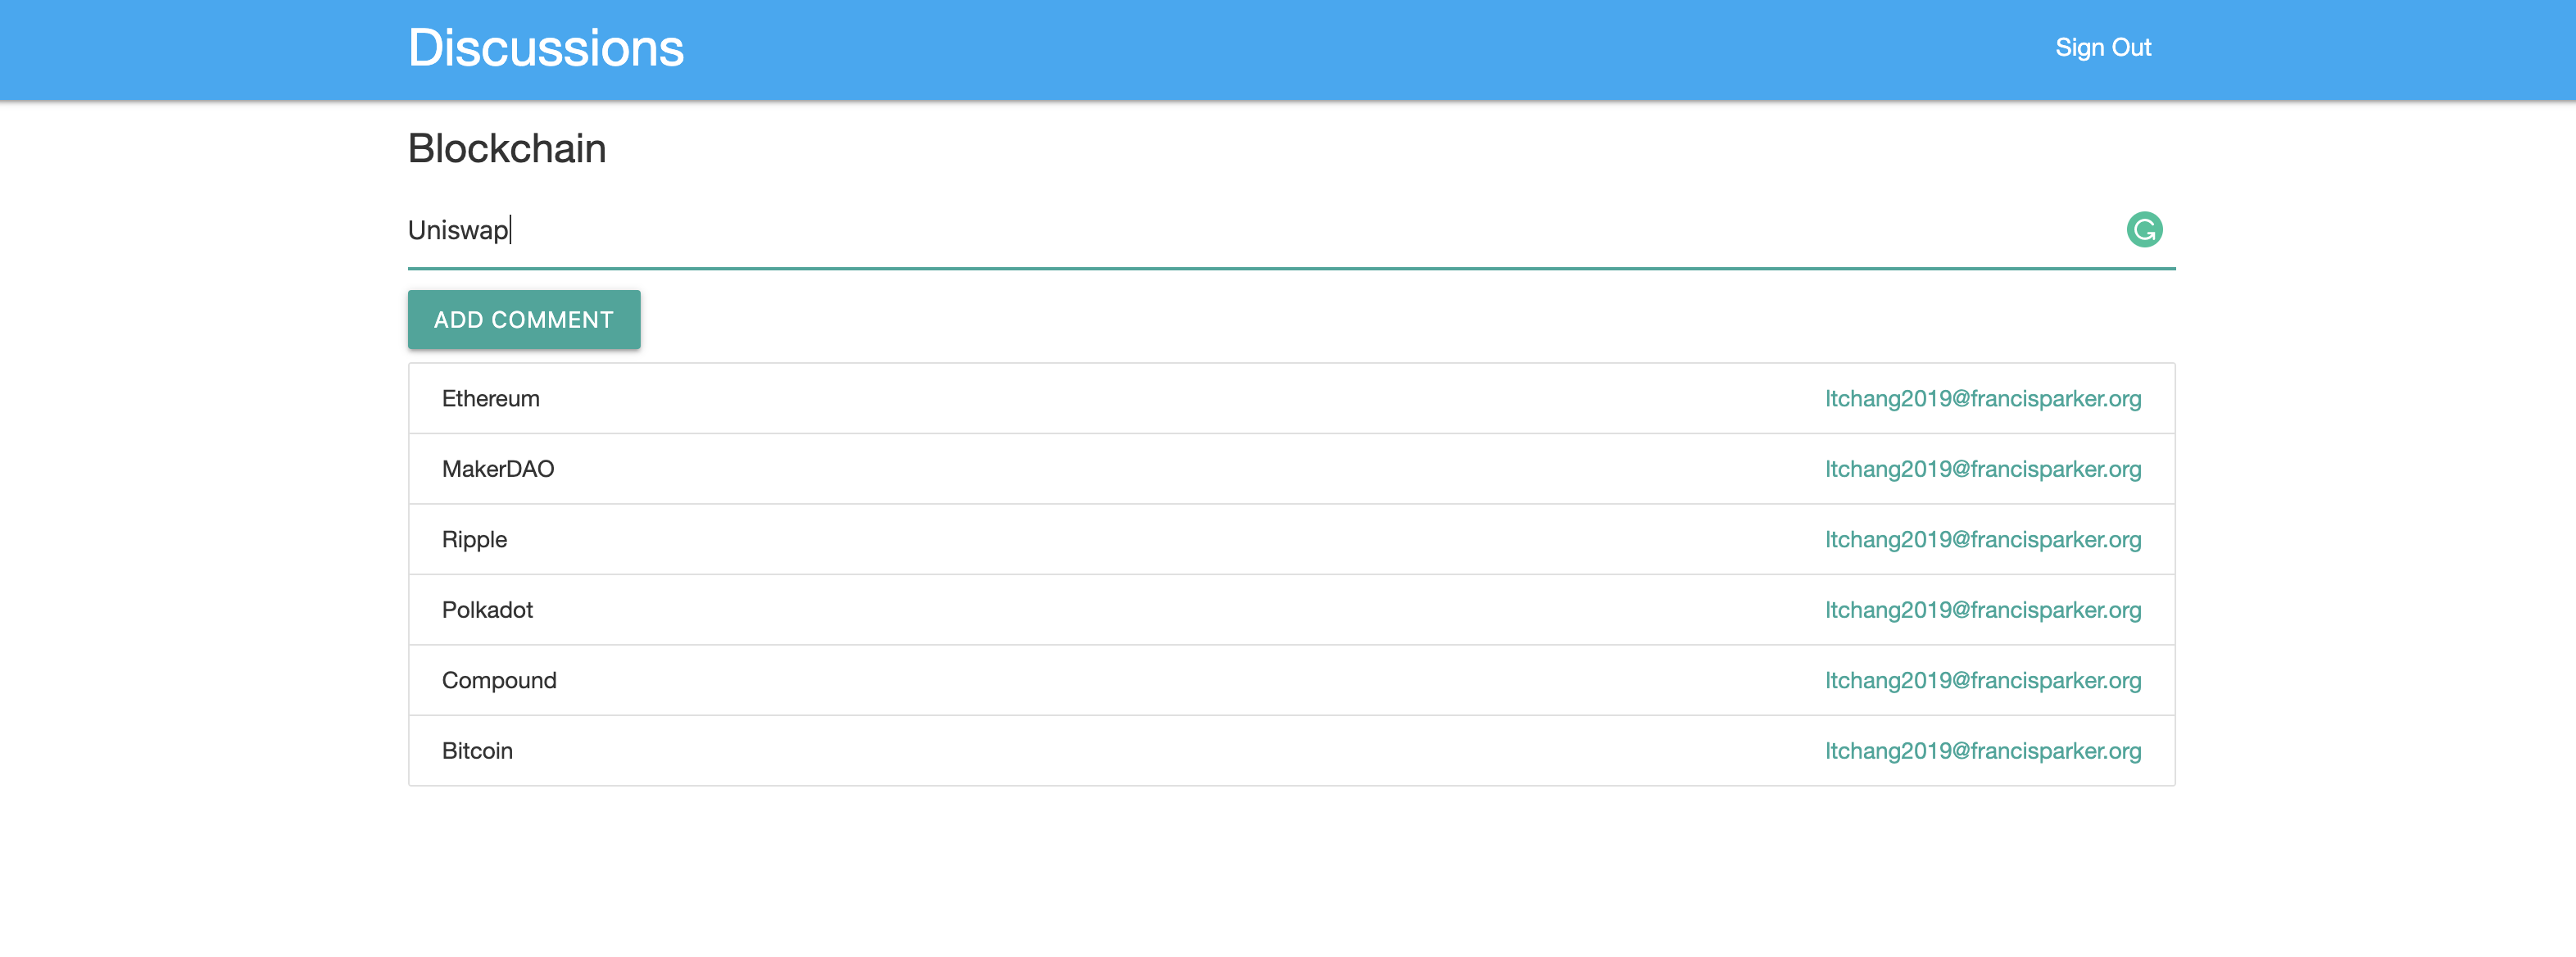 Discussions
Sign Out
Blockchain
Uniswap
ADD COMMENT
Ethereum ltchang2019@francisparker.org
MakerDAO ltchang2019@francisparker.org
Ripple ltchang2019@francisparker.org
Polkadot ltchang2019@francisparker.org
Compound ltchang2019@francisparker.org
Bitcoin ltchang2019@francisparker.org